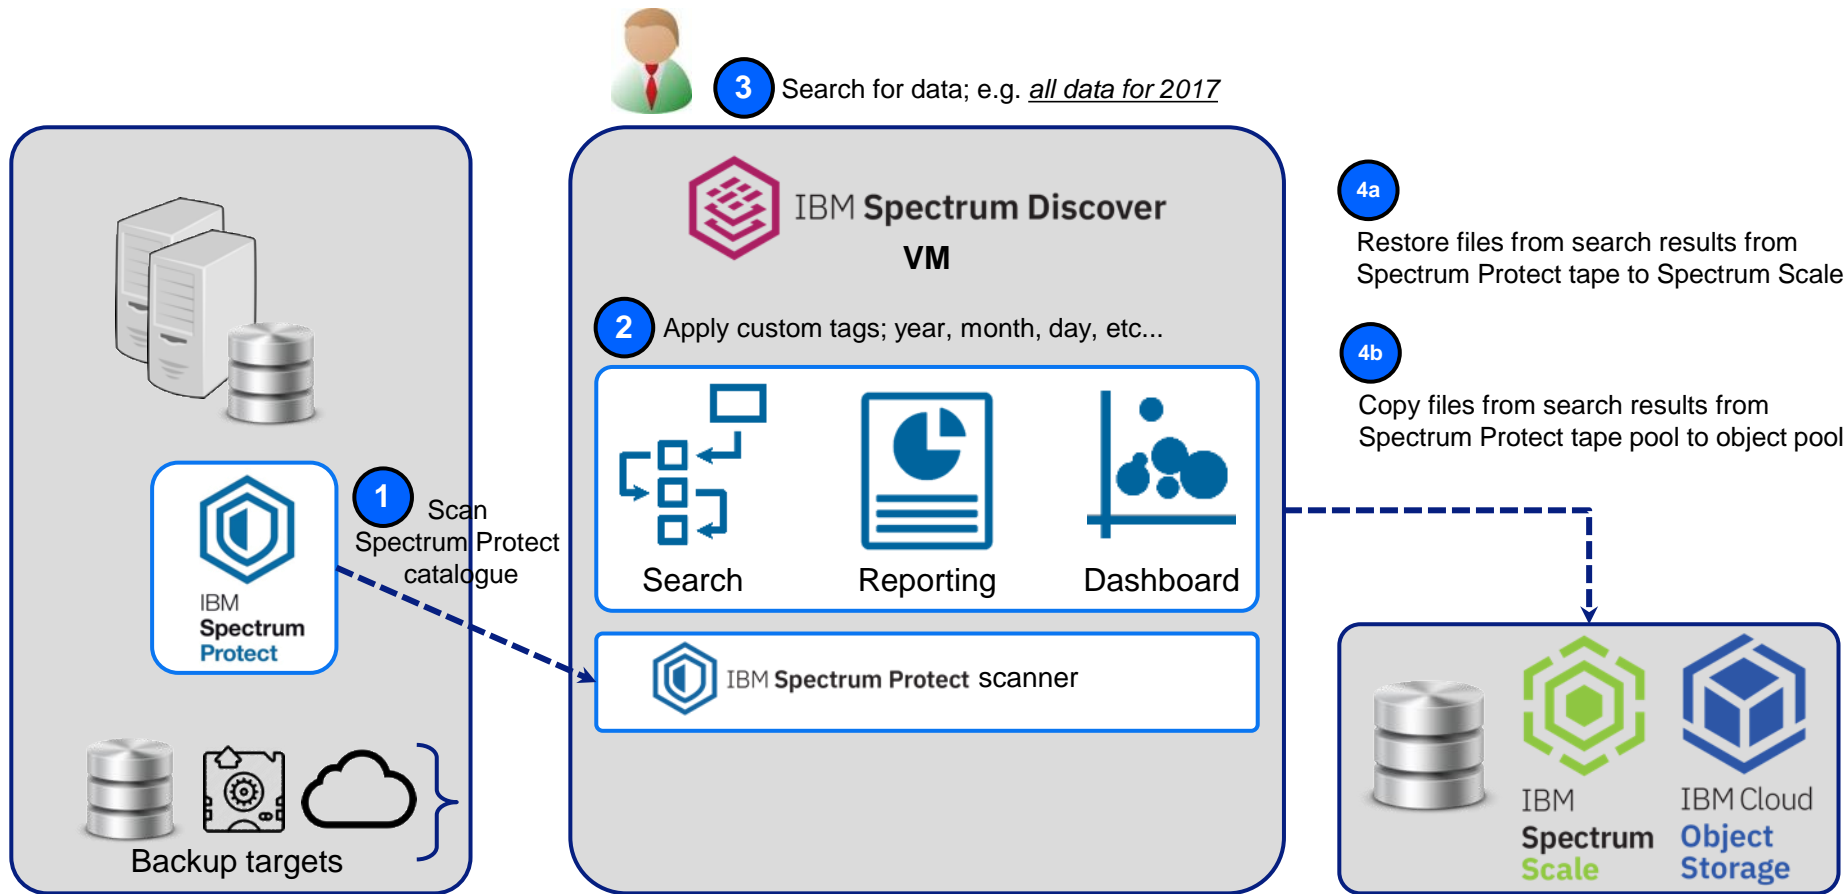 3
Search for data; e.g. all data for 2017
IBM Spectrum Discover
VM
2
Apply custom tags; year, month, day, etc...
Search
Reporting
Dashboard
IBM Spectrum Protect scanner
1
Scan
Spectrum Protect
catalogue
IBM
Spectrum
Protect
Backup targets
4a
Restore files from search results from
Spectrum Protect tape to Spectrum Scale
4b
Copy files from search results from
Spectrum Protect tape pool to object pool
IBM
Spectrum
Scale
IBM Cloud
Object
Storage